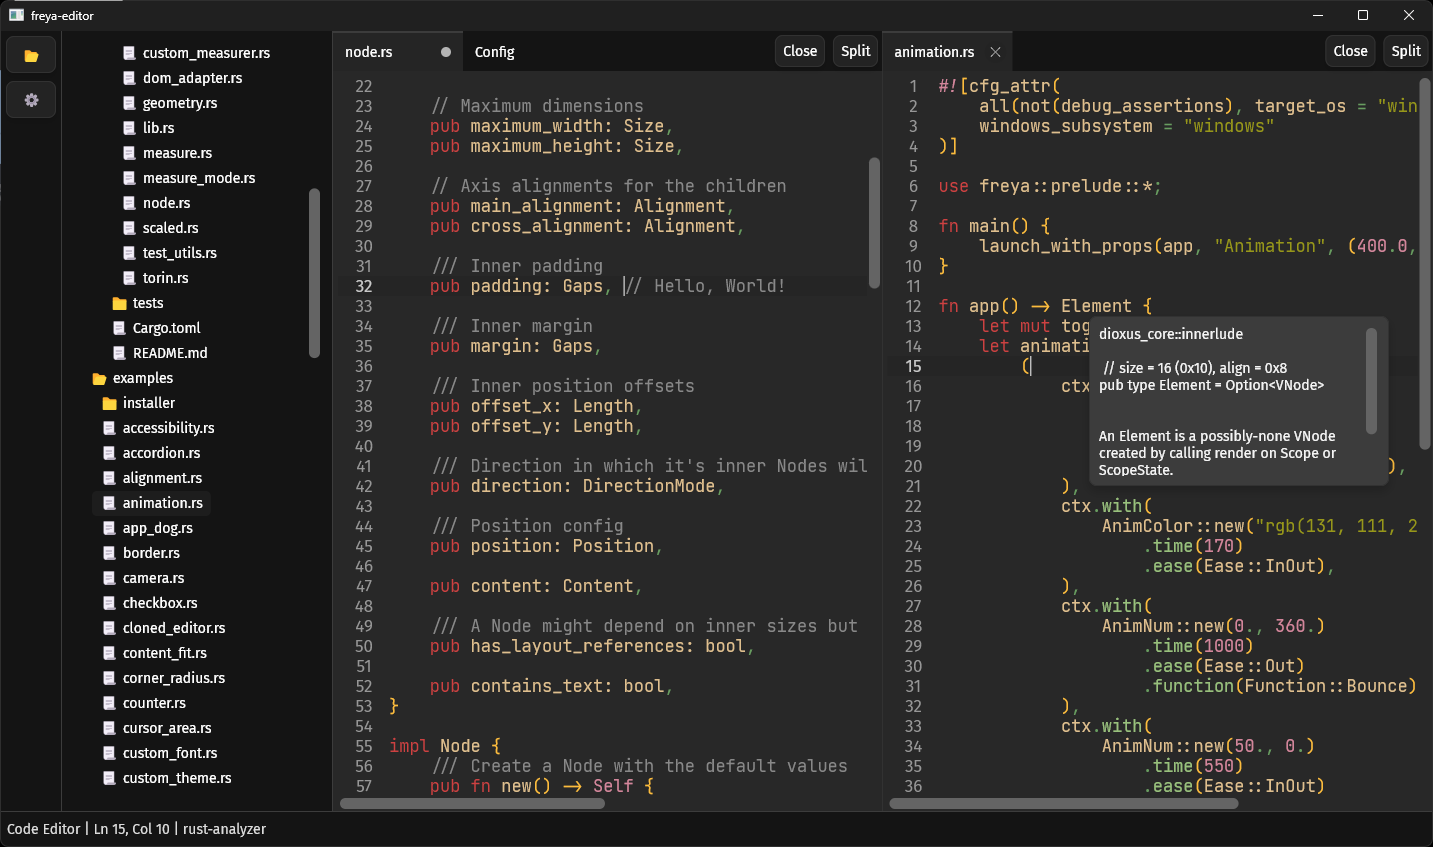 freya-editor
custom_measurer.rs
dom_adapter.rs
geometry.rs
lib.rs
measure.rs
measure_mode.rs
node.rs
scaled.rs
test_utils.rs
torin.rs
tests
Cargo.toml
README.md
examples
installer
accessibility.rs
accordion.rs
alignment.rs
animation.rs
app_dog.rs
border.rs
camera.rs
checkbox.rs
cloned_editor.rs
content_fit.rs
corner_radius.rs
counter.rs
cursor_area.rs
custom_font.rs
custom_theme.rs
node.rs Config Close Split
22
23 // Maximum dimensions
24 pub maximum_width: Size,
25 pub maximum_height: Size,
26
27 // Axis alignments for the children
28 pub main_alignment: Alignment,
29 pub cross_alignment: Alignment,
30
31 /// Inner padding
32 pub padding: Gaps, // Hello, World!
33
34 /// Inner margin
35 pub margin: Gaps,
36
37 /// Inner position offsets
38 pub offset_x: Length,
39 pub offset_y: Length,
40
41 /// Direction in which it's inner Nodes wil
42 pub direction: DirectionMode,
43
44 /// Position config
45 pub position: Position,
46
47 pub content: Content,
48
49 /// A Node might depend on inner sizes but
50 pub has_layout_references: bool,
51
52 pub contains_text: bool,
53 }
54
55 impl Node {
56 /// Create a Node with the default values
57 pub fn new() -> Self {
animation.rs Close Split
1 #![cfg_attr(
2 all(not(debug_assertions), target_os = "win
3 windows_subsystem = "windows"
4 )]
5
6 use freya::prelude::*;
7
8 fn main() {
9 launch_with_props(app, "Animation", (400.0,
10 }
11
12 fn app() -> Element {
13 let mut tog
14 let animati
15 (
16 ctx
17
18
19
20 ),
21 ),
22 ctx.with(
23 AnimColor::new("rgb(131, 111, 2
24 .time(170)
25 .ease(Ease::InOut),
26 ),
27 ctx.with(
28 AnimNum::new(0., 360.)
29 .time(1000)
30 .ease(Ease::Out)
31 .function(Function::Bounce)
32 ),
33 ctx.with(
34 AnimNum::new(50., 0.)
35 .time(550)
36 .ease(Ease::InOut)
dioxus_core::innerlude
// size = 16 (0x10), align = 0x8
pub type Element = Option<VNode>
An Element is a possibly-none VNode
created by calling render on Scope or
ScopeState.
Code Editor | Ln 15, Col 10 | rust-analyzer